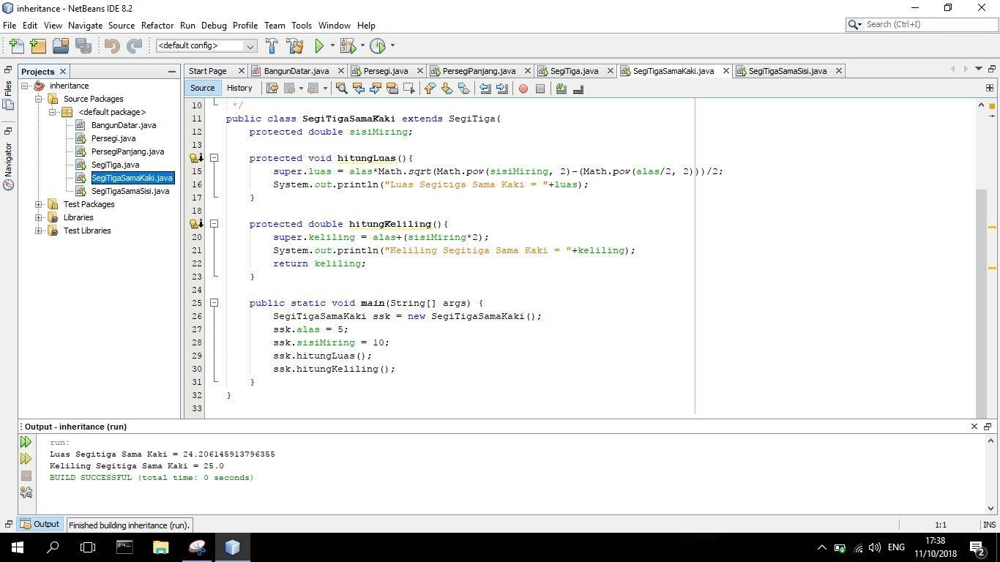 inheritance - NetBeans IDE 8.2
File Edit View Navigate Source Refactor Run Debug Profile Team Tools Window Help
Search (Ctrl+I)
<default config>
Projects
Start Page BangunDatar.java Persegi.java PersegiPanjang.java SegiTiga.java SegiTigaSamaKaki.java SegiTigaSamaSisi.java
Files
Navigator
inheritance
Source Packages
<default package>
BangunDatar.java
Persegi.java
PersegiPanjang.java
SegiTiga.java
SegiTigaSamaKaki.java
SegiTigaSamaSisi.java
Test Packages
Libraries
Test Libraries
Source History
10 */
11 public class SegiTigaSamaKaki extends SegiTiga{
12 protected double sisiMiring;
13
protected void hitungLuas(){
15 super.luas = alas*Math.sqrt(Math.pow(sisiMiring, 2)-(Math.pow(alas/2, 2)))/2;
16 System.out.println("Luas Segitiga Sama Kaki = "+luas);
17 }
18
protected double hitungKeliling(){
20 super.keliling = alas+(sisiMiring*2);
21 System.out.println("Keliling Segitiga Sama Kaki = "+keliling);
22 return keliling;
23 }
24
25 public static void main(String[] args) {
26 SegiTigaSamaKaki ssk = new SegiTigaSamaKaki();
27 ssk.alas = 5;
28 ssk.sisiMiring = 10;
29 ssk.hitungLuas();
30 ssk.hitungKeliling();
31 }
32 }
33
Output - inheritance (run)
run:
Luas Segitiga Sama Kaki = 24.206145913796355
Keliling Segitiga Sama Kaki = 25.0
BUILD SUCCESSFUL (total time: 0 seconds)
Output
Finished building inheritance (run).
1:1 INS
ENG
17:38
11/10/2018
2